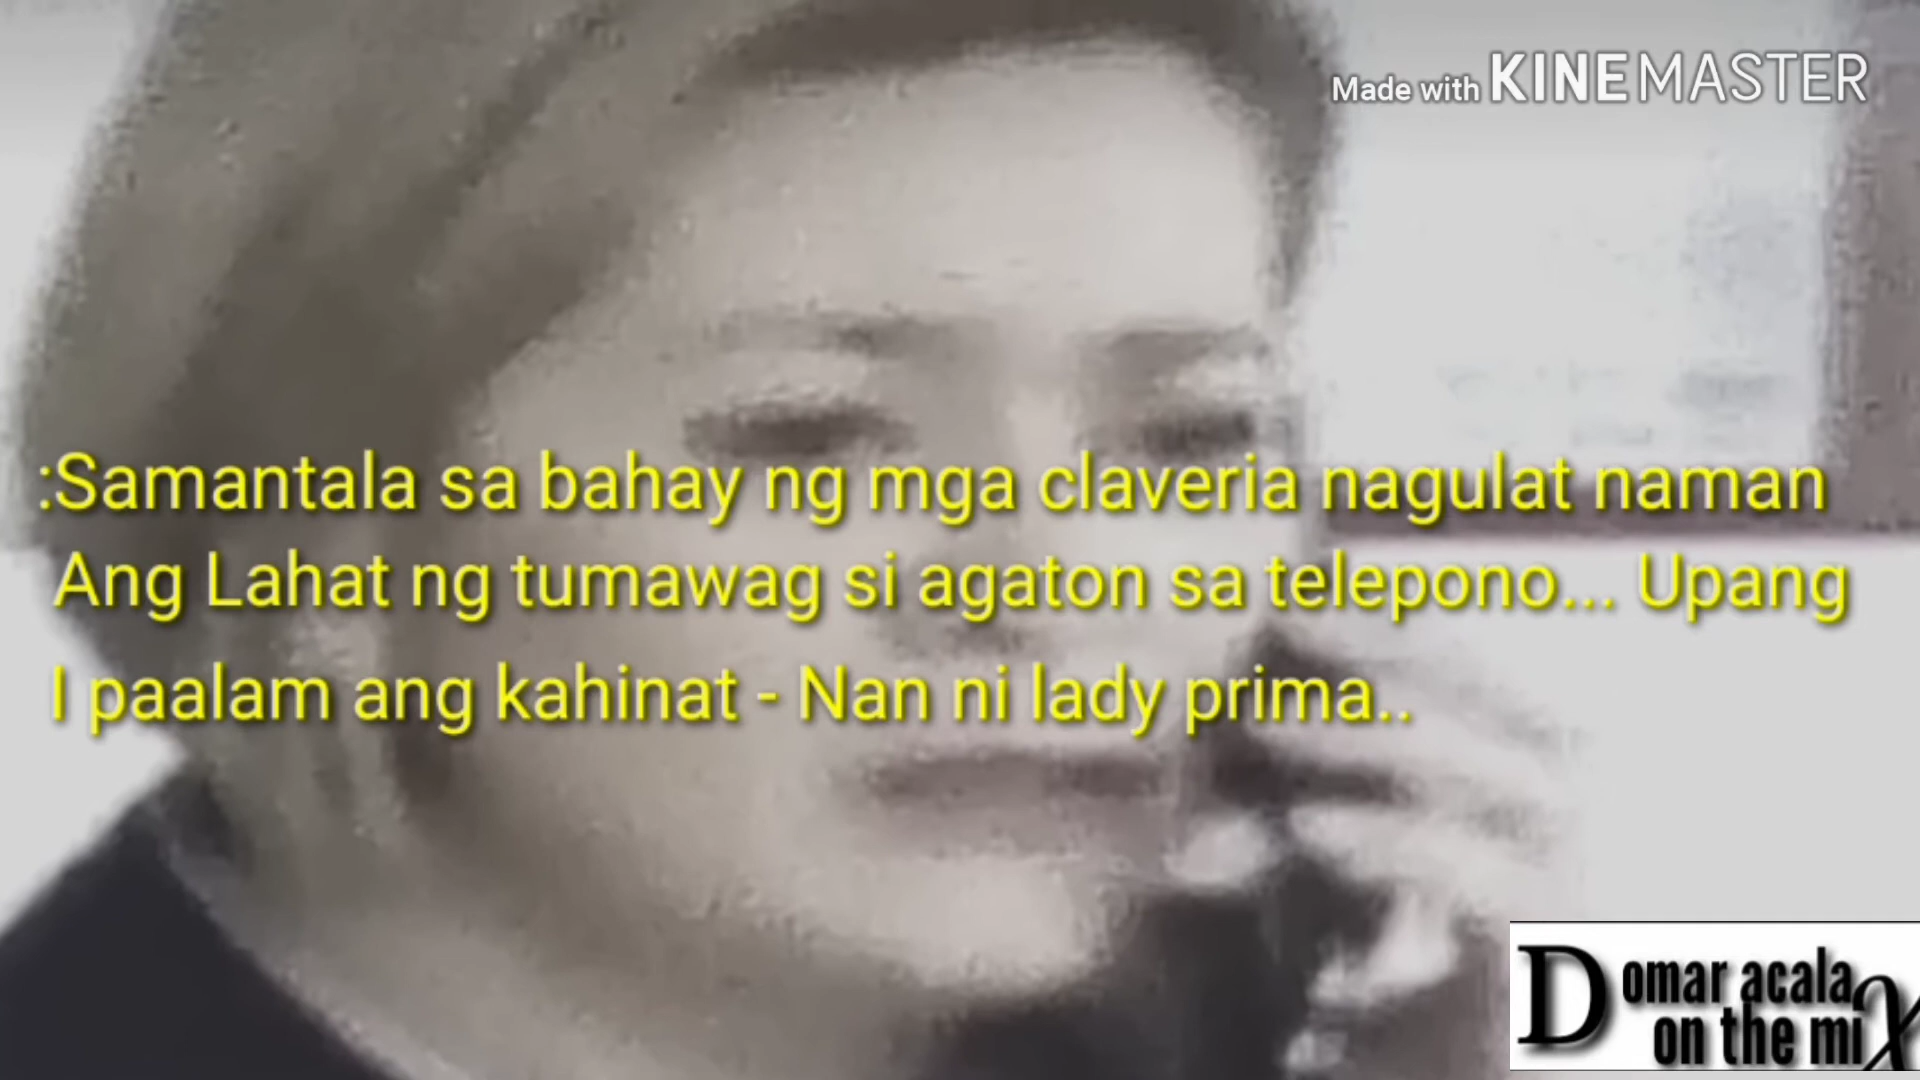 Made with KINEMASTER
:Samantala sa bahay ng mga claveria nagulat naman
Ang Lahat ng tumawag si agaton sa telepono... Upang
I paalam ang kahinat - Nan ni lady prima..
Domar acala
on the mix